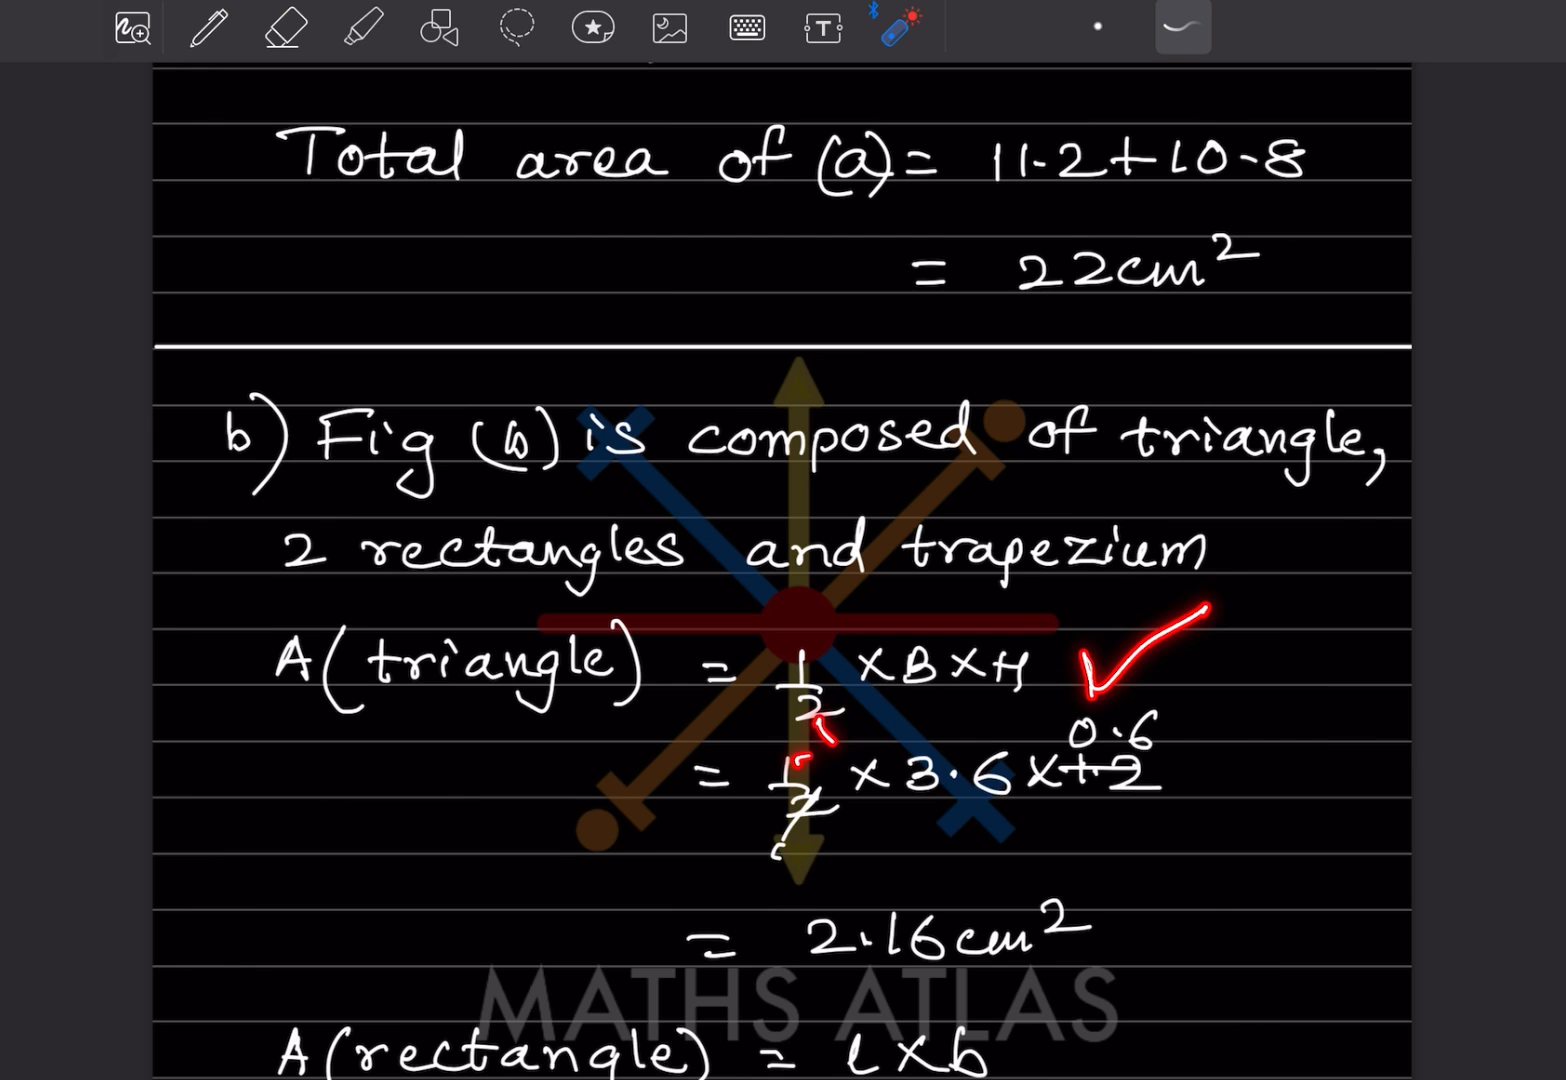 Total area of (a) = 11.2 + 10.8
= 22cm²
b) Fig (b) is composed of triangle,
2 rectangles and trapezium
A(triangle) = 1/2 × B × H
0.6
= 1/2 × 3.6 × 1.2
= 2.16 cm²
MATHS ATLAS
A(rectangle) = l × b